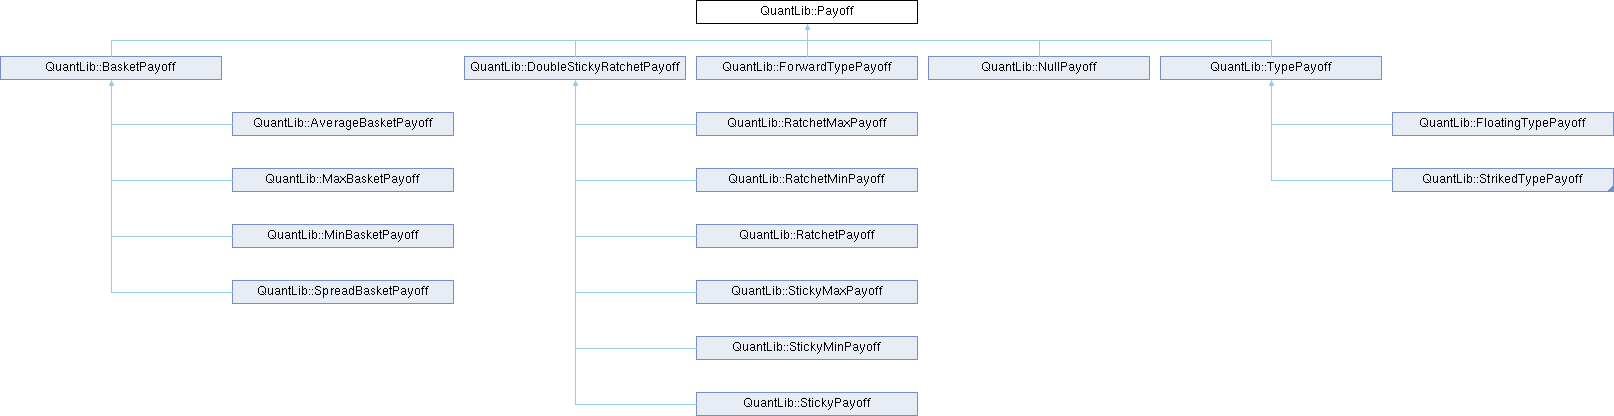 QuantLib::Payoff
QuantLib::BasketPayoff
QuantLib::DoubleStickyRatchetPayoff
QuantLib::ForwardTypePayoff
QuantLib::NullPayoff
QuantLib::TypePayoff
QuantLib::AverageBasketPayoff
QuantLib::RatchetMaxPayoff
QuantLib::FloatingTypePayoff
QuantLib::MaxBasketPayoff
QuantLib::RatchetMinPayoff
QuantLib::StrikedTypePayoff
QuantLib::MinBasketPayoff
QuantLib::RatchetPayoff
QuantLib::SpreadBasketPayoff
QuantLib::StickyMaxPayoff
QuantLib::StickyMinPayoff
QuantLib::StickyPayoff